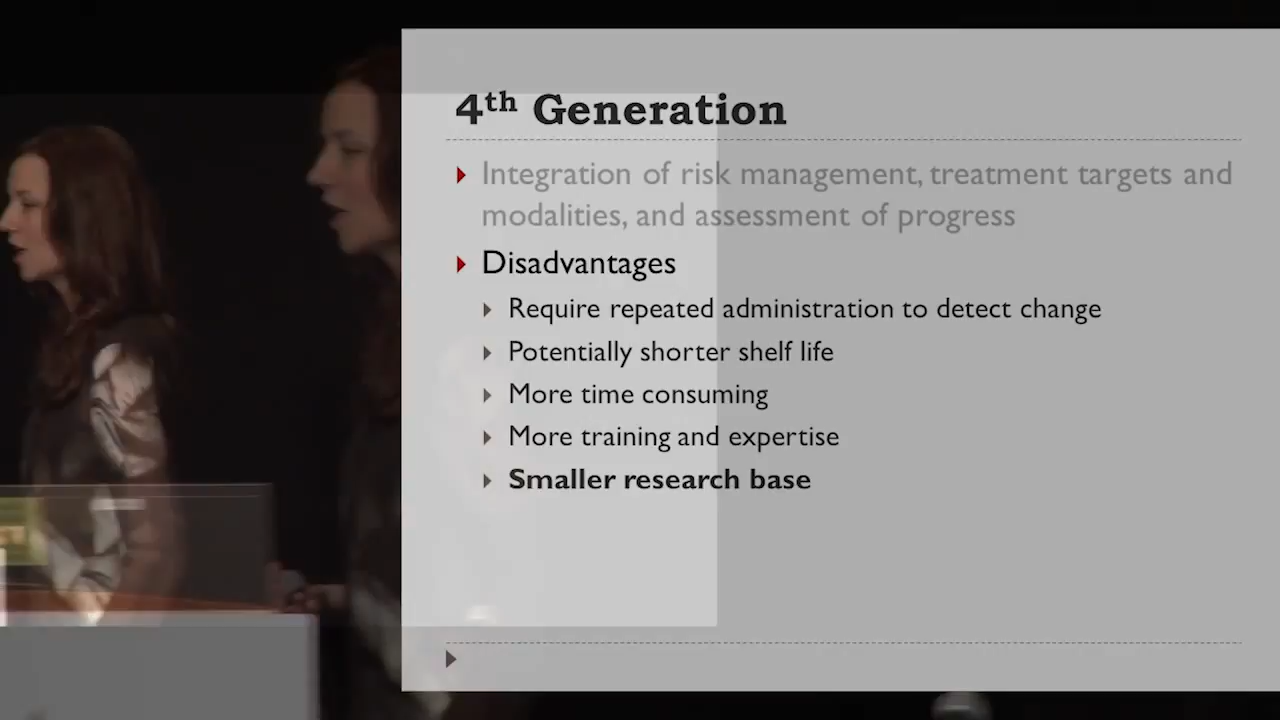 4th Generation
Integration of risk management, treatment targets and
modalities, and assessment of progress
Disadvantages
Require repeated administration to detect change
Potentially shorter shelf life
More time consuming
More training and expertise
Smaller research base